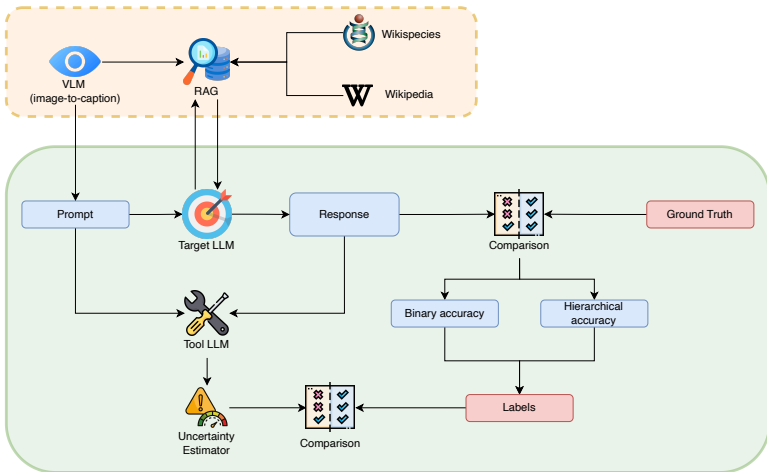 Wikispecies
VLM
(image-to-caption)
RAG
W
Wikipedia
Prompt
Target LLM
Response
Comparison
Ground Truth
Binary accuracy
Hierarchical
accuracy
Tool LLM
Labels
Uncertainty
Estimator
Comparison